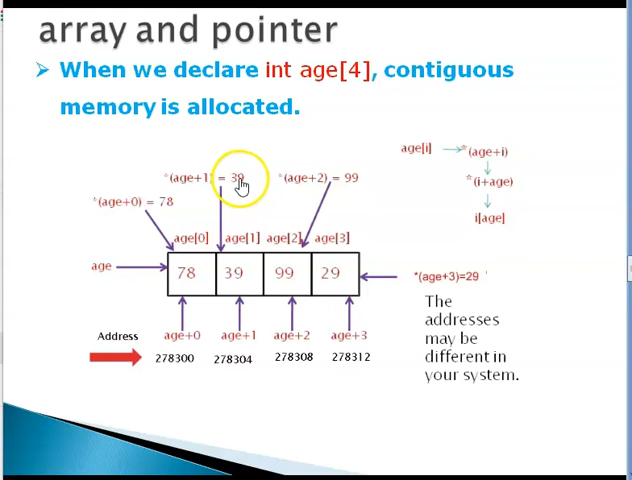 array and pointer
When we declare int age[4], contiguous
memory is allocated.
age[i] *(age+i)
*(age+1) = 39 *(age+2) = 99
*(i+age)
*(age+0) = 78
i[age]
age[0] age[1] age[2] age[3]
age 78 39 99 29 *(age+3)=29 '
The
addresses
may be
different in
your system.
Address age+0 age+1 age+2 age+3
278300 278304 278308 278312